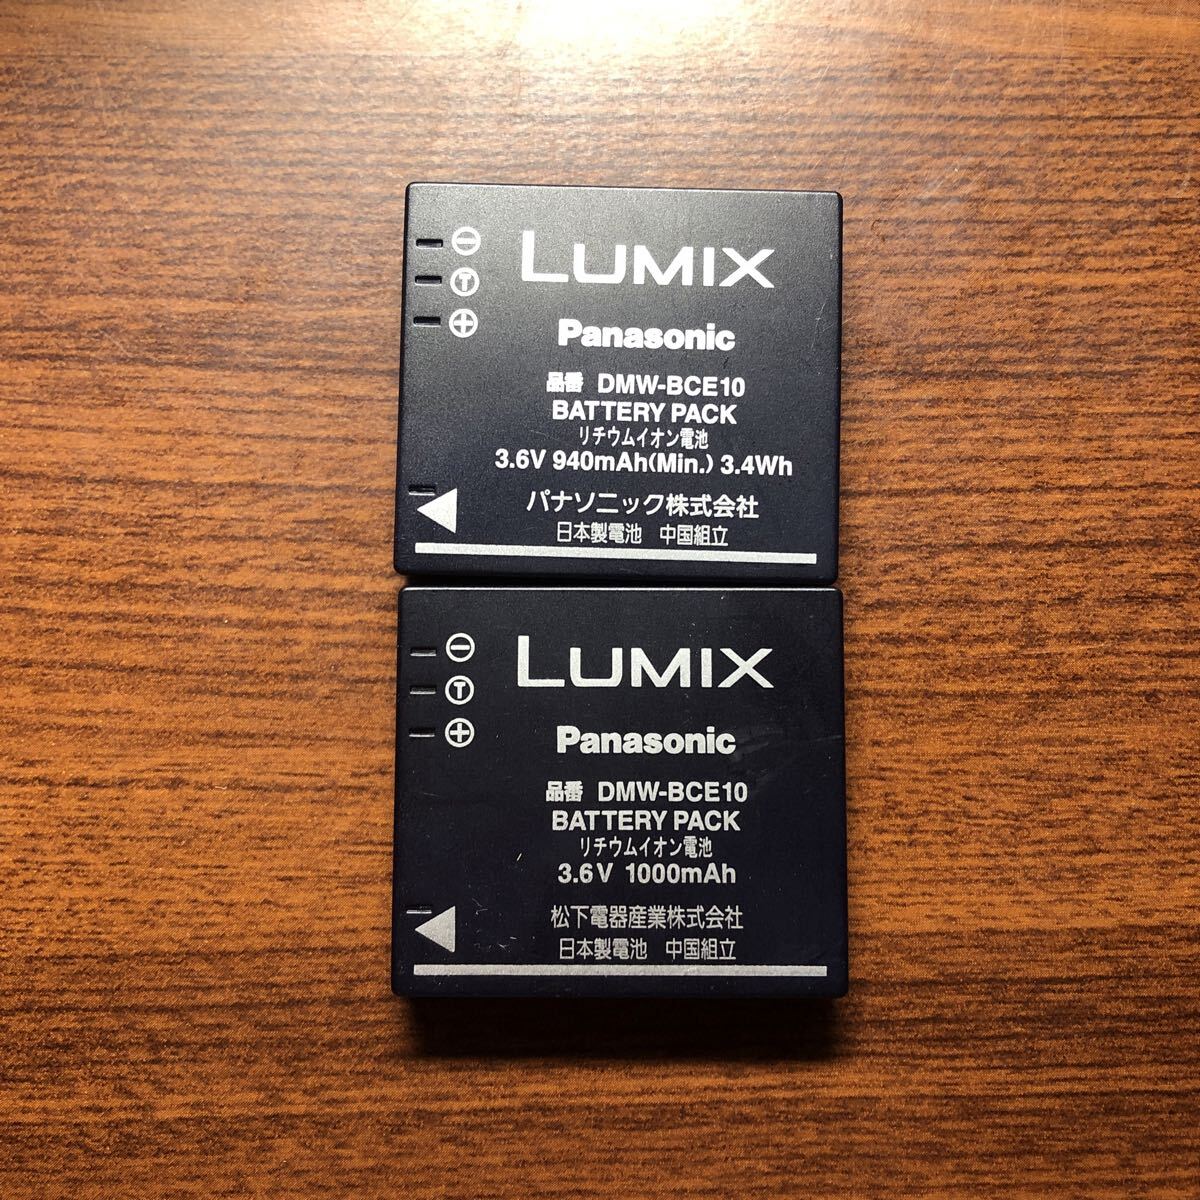 LUMIX
Panasonic
品番 DMW-BCE10
BATTERY PACK
リチウムイオン電池
3.6V 940mAh(Min.) 3.4Wh
パナソニック株式会社
日本製電池 中国組立
T
LUMIX
Panasonic
品番 DMW-BCE10
BATTERY PACK
リチウムイオン電池
3.6V 1000mAh
松下電器産業株式会社
日本製電池 中国組立
T